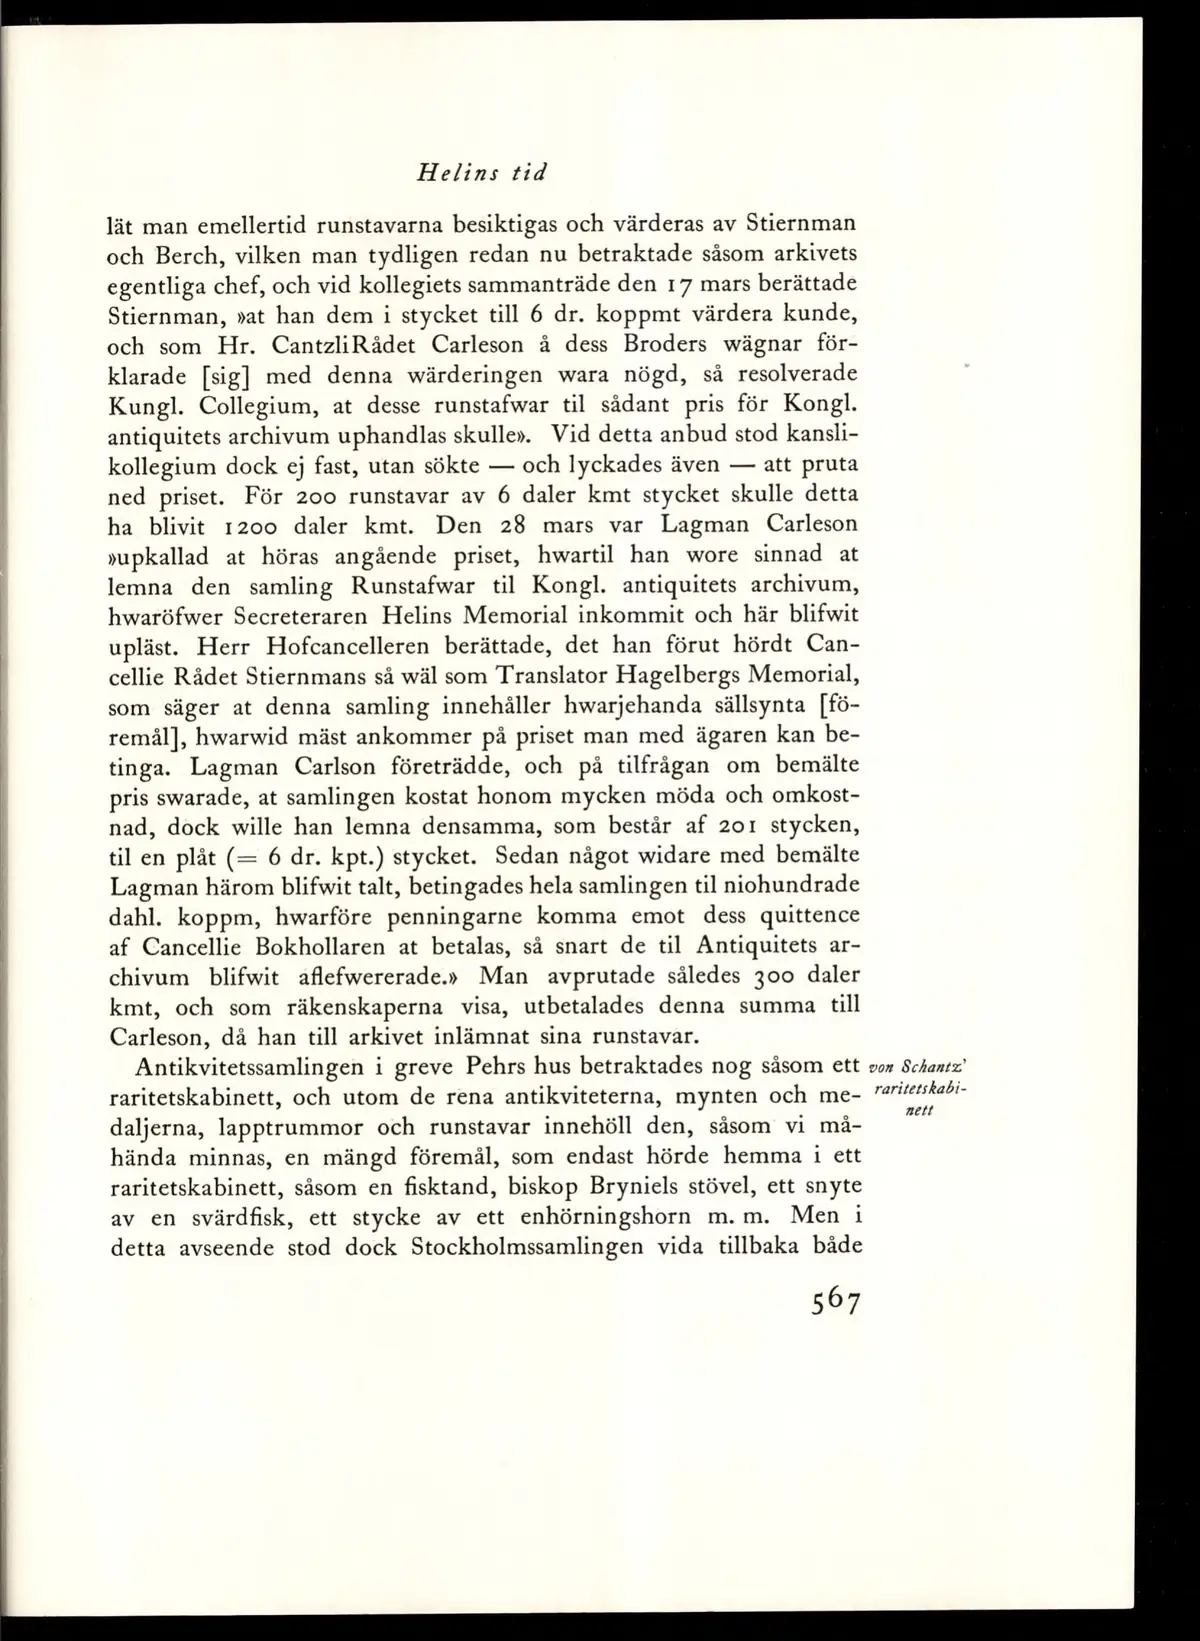 Helins tid
lät man emellertid runstavarna besiktigas och värderas av Stiernman
och Berch, vilken man tydligen redan nu betraktade såsom arkivets
egentliga chef, och vid kollegiets sammanträde den 17 mars berättade
Stiernman, »at han dem i stycket till 6 dr. koppmt värdera kunde,
och som Hr. CantzliRådet Carleson å dess Broders wägnar för-
klarade [sig] med denna wärderingen wara nögd, så resolverade
Kungl. Collegium, at desse runstafwar til sådant pris för Kongl.
antiquitets archivum uphandlas skulle». Vid detta anbud stod kansli-
kollegium dock ej fast, utan sökte — och lyckades även — att pruta
ned priset. För 200 runstavar av 6 daler kmt stycket skulle detta
ha blivit 1200 daler kmt. Den 28 mars var Lagman Carleson
»upkallad at höras angående priset, hwartil han wore sinnad at
lemna den samling Runstafwar til Kongl. antiquitets archivum,
hwaröfwer Secreteraren Helins Memorial inkommit och här blifwit
upläst. Herr Hofcancelleren berättade, det han förut hördt Can-
cellie Rådet Stiernmans så wäl som Translator Hagelbergs Memorial,
som säger at denna samling innehåller hwarjehanda sällsynta [fö-
remål], hwarwid mäst ankommer på priset man med ägaren kan be-
tinga. Lagman Carlson företrädde, och på tilfrågan om bemälte
pris swarade, at samlingen kostat honom mycken möda och omkost-
nad, dock wille han lemna densamma, som består af 201 stycken,
til en plåt (= 6 dr. kpt.) stycket. Sedan något widare med bemälte
Lagman härom blifwit talt, betingades hela samlingen til niohundrade
dahl. koppm, hwarföre penningarne komma emot dess quittence
af Cancellie Bokhollaren at betalas, så snart de til Antiquitets ar-
chivum blifwit aflefwererade.» Man avprutade således 300 daler
kmt, och som räkenskaperna visa, utbetalades denna summa till
Carleson, då han till arkivet inlämnat sina runstavar.
Antikvitetssamlingen i greve Pehrs hus betraktades nog såsom ett
raritetskabinett, och utom de rena antikviteterna, mynten och me-
daljerna, lapptrummor och runstavar innehöll den, såsom vi må-
hända minnas, en mängd föremål, som endast hörde hemma i ett
raritetskabinett, såsom en fisktand, biskop Bryniels stövel, ett snyte
av en svärdfisk, ett stycke av ett enhörningshorn m. m. Men i
detta avseende stod dock Stockholmssamlingen vida tillbaka både
von Schantz'
raritetskabi-
nett
567